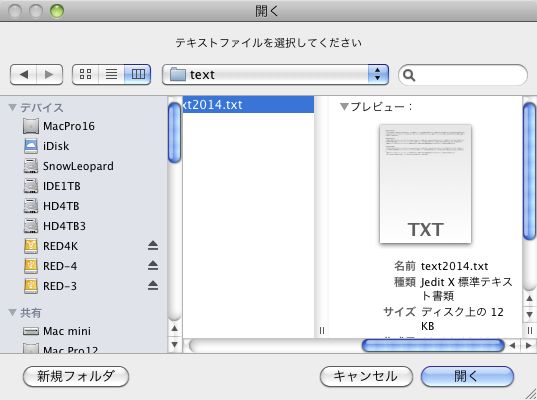 開く
テキストファイルを選択してください
text
デバイス
MacPro16
iDisk
SnowLeopard
IDE1TB
HD4TB
HD4TB3
RED4K
RED-4
RED-3
共有
Mac mini
Mac Pro12
xt2014.txt
プレビュー：
TXT
名前 text2014.txt
種類 Jedit X 標準テキスト書類
サイズ ディスク上の 12 KB
新規フォルダ
キャンセル
開く